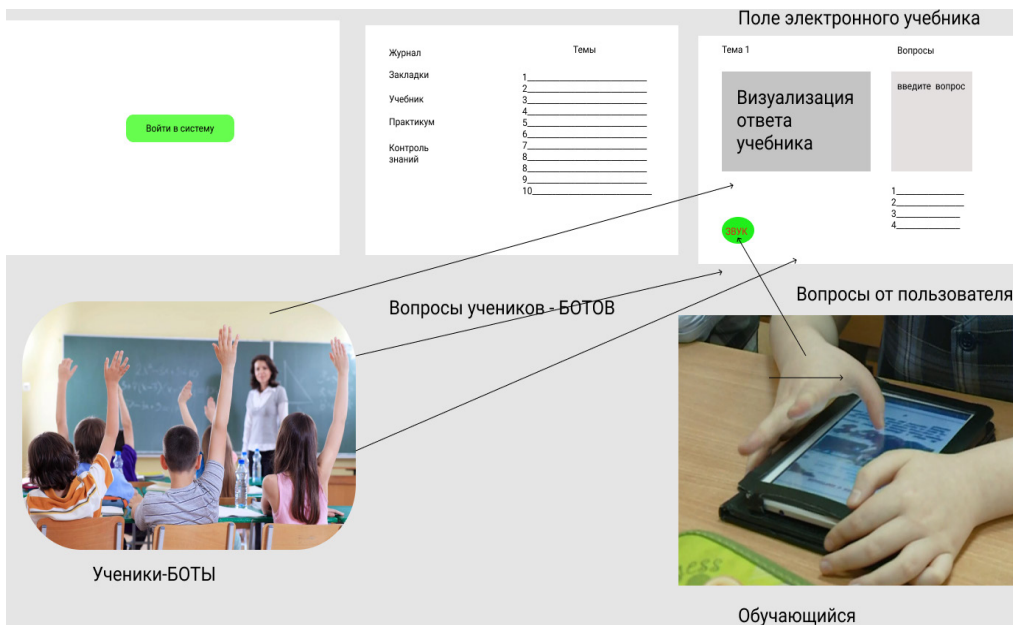 Поле электронного учебника
Войти в систему
Журнал
Закладки
Учебник
Практикум
Контроль
знаний
Темы
1
2
3
4
5
6
7
8
8
9
10
Тема 1
Вопросы
Визуализация
ответа
учебника
введите вопрос
1
2
3
4
ЗВУК
Вопросы учеников - БОТОВ
Вопросы от пользователя
Ученики-БОТЫ
Обучающийся